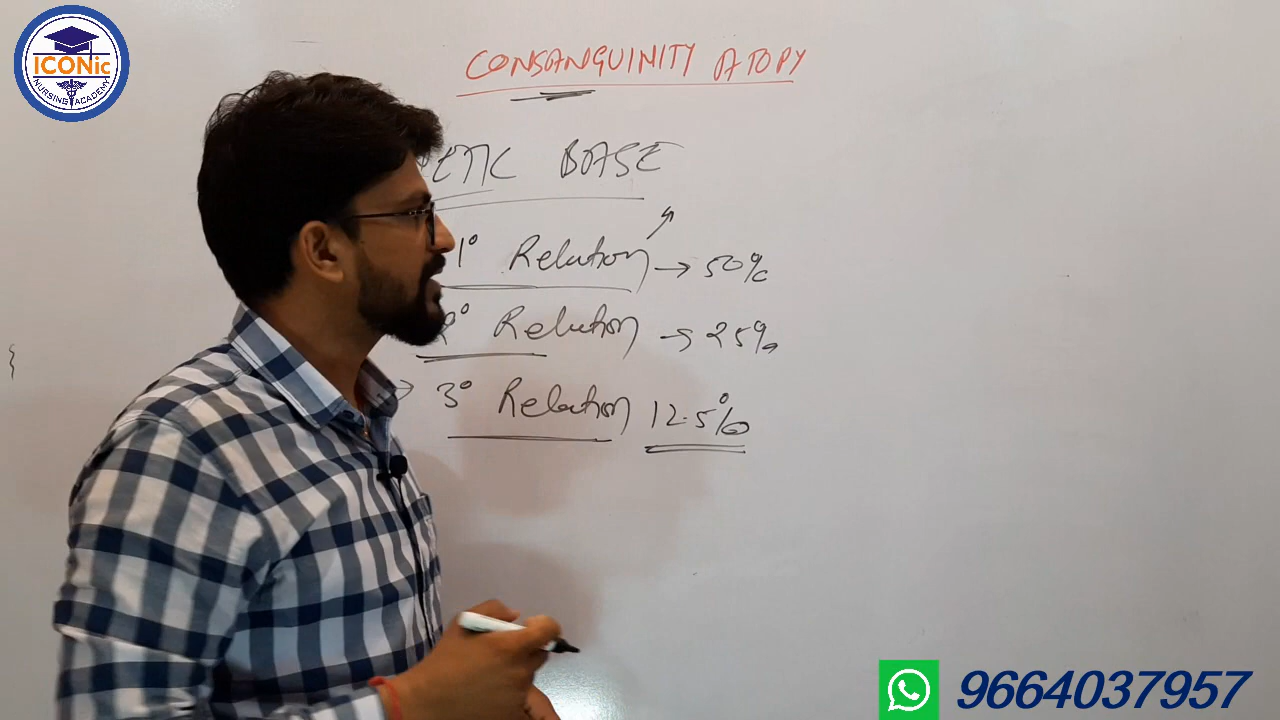 ICONic
NURSING ACADEMY
CONSANGUINITY ATOPY
ETIC BASE
1° Relation → 50%
2° Relation → 25%
→ 3° Relation 12.5%
9664037957